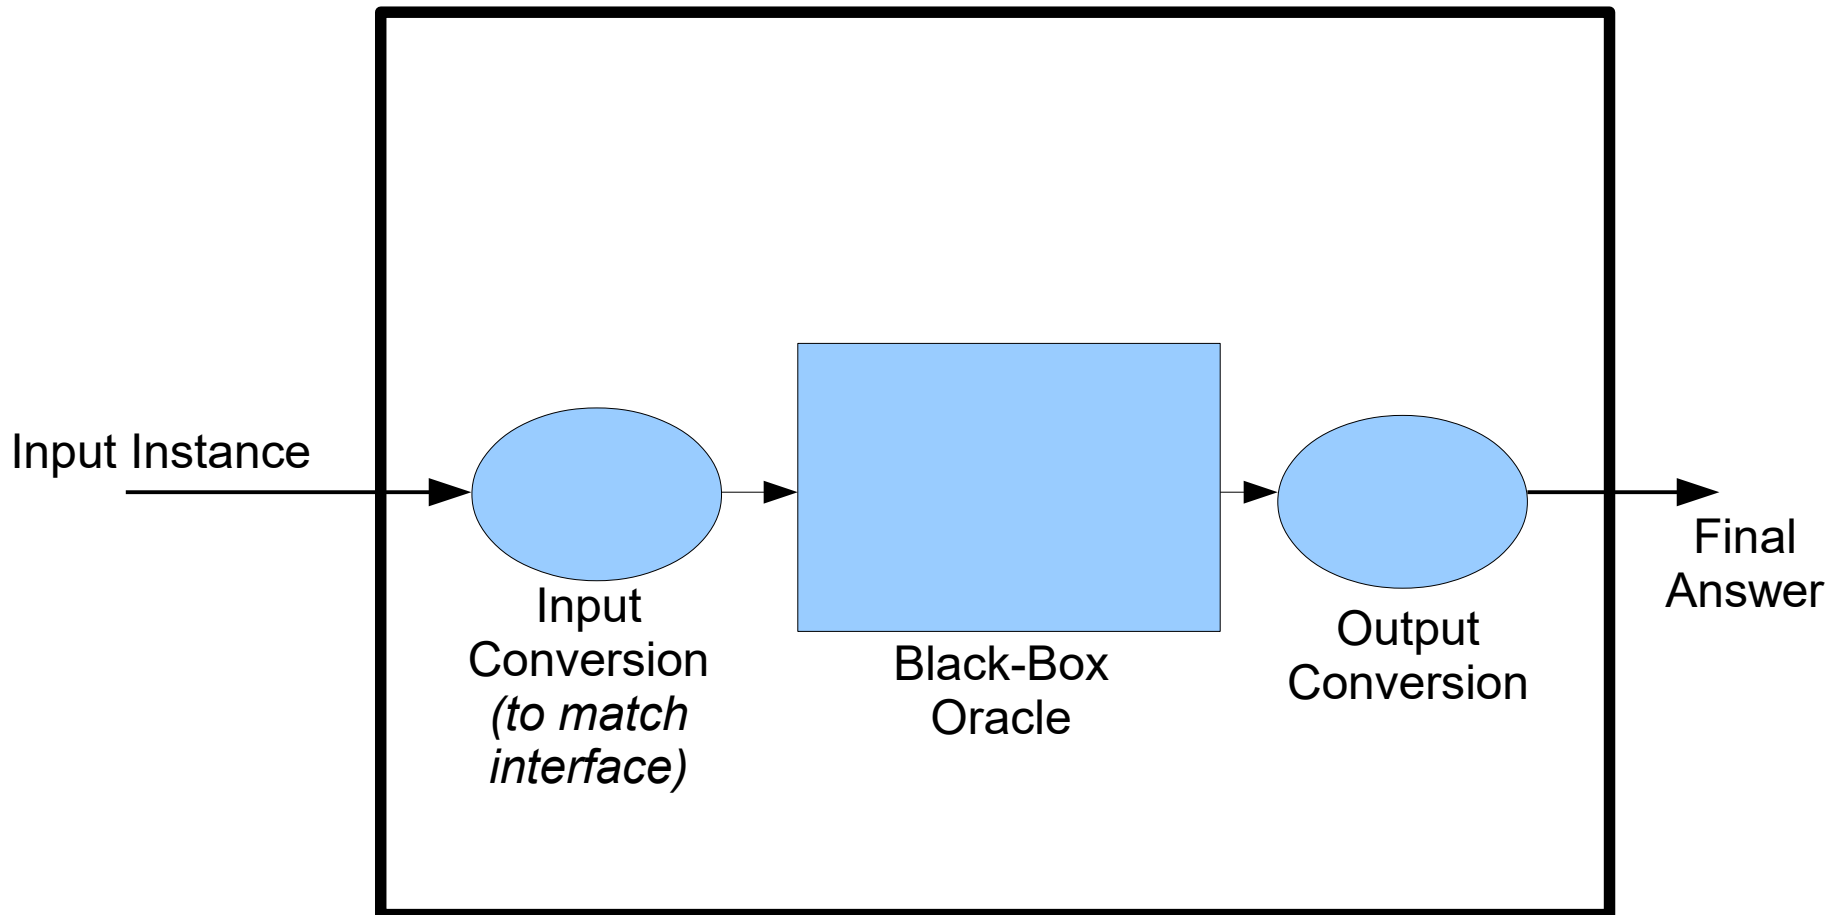 Input Instance
Input
Conversion
(to match
interface)
Black-Box
Oracle
Output
Conversion
Final
Answer